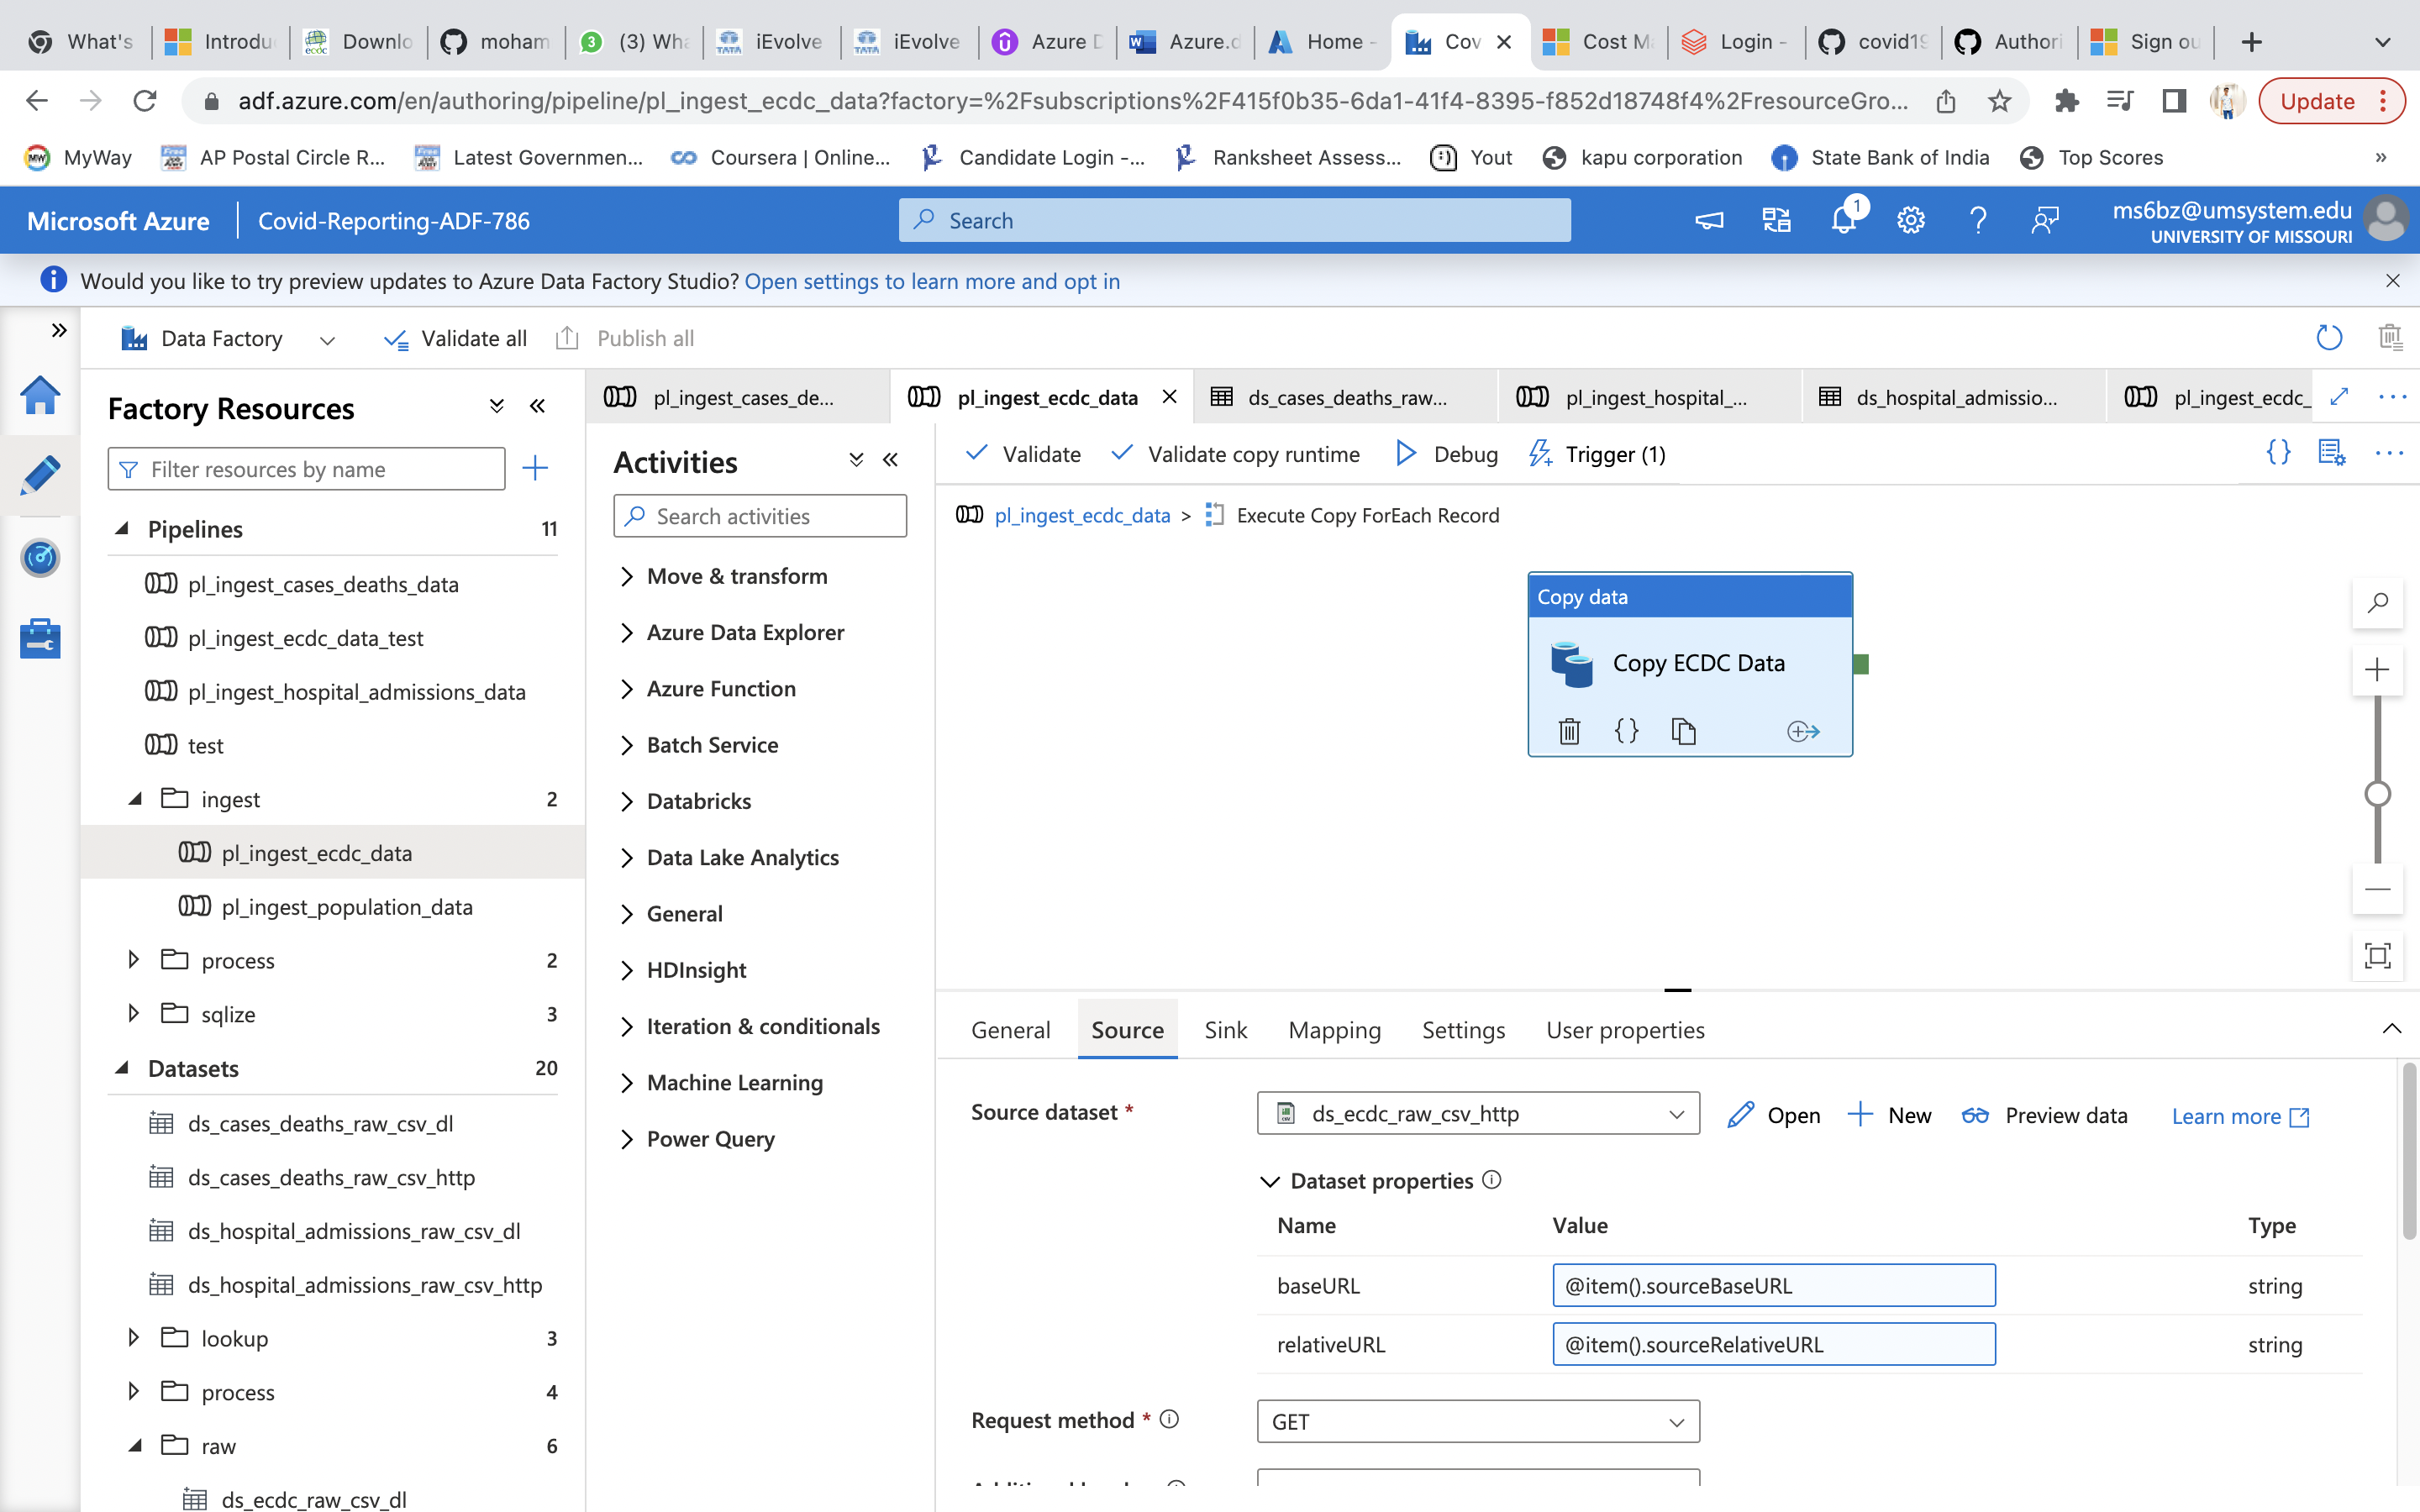 What's
Introdu
Downlo
moham
(3) Wha
iEvolve
iEvolve
Azure D
Azure.d
Home -
Cov
Cost Ma
Login -
covid19
Authori
Sign ou
adf.azure.com/en/authoring/pipeline/pl_ingest_ecdc_data?factory=%2Fsubscriptions%2F415f0b35-6da1-41f4-8395-f852d18748f4%2FresourceGro...
Update
MyWay
AP Postal Circle R...
Latest Governmen...
Coursera | Online...
Candidate Login -...
Ranksheet Assess...
Yout
kapu corporation
State Bank of India
Top Scores
»
Microsoft Azure
Covid-Reporting-ADF-786
Search
1
ms6bz@umsystem.edu
UNIVERSITY OF MISSOURI
Would you like to try preview updates to Azure Data Factory Studio? Open settings to learn more and opt in
Data Factory
Validate all
Publish all
Factory Resources
Filter resources by name
Pipelines 11
pl_ingest_cases_deaths_data
pl_ingest_ecdc_data_test
pl_ingest_hospital_admissions_data
test
ingest 2
pl_ingest_ecdc_data
pl_ingest_population_data
process 2
sqlize 3
Datasets 20
ds_cases_deaths_raw_csv_dl
ds_cases_deaths_raw_csv_http
ds_hospital_admissions_raw_csv_dl
ds_hospital_admissions_raw_csv_http
lookup 3
process 4
raw 6
ds_ecdc_raw_csv_dl
pl_ingest_cases_de...
pl_ingest_ecdc_data
ds_cases_deaths_raw...
pl_ingest_hospital_...
ds_hospital_admissio...
pl_ingest_ecdc_
Activities
Search activities
Move & transform
Azure Data Explorer
Azure Function
Batch Service
Databricks
Data Lake Analytics
General
HDInsight
Iteration & conditionals
Machine Learning
Power Query
Validate
Validate copy runtime
Debug
Trigger (1)
pl_ingest_ecdc_data > Execute Copy ForEach Record
Copy data
Copy ECDC Data
General
Source
Sink
Mapping
Settings
User properties
Source dataset *
ds_ecdc_raw_csv_http
Open
New
Preview data
Learn more
Dataset properties
Name Value Type
baseURL @item().sourceBaseURL string
relativeURL @item().sourceRelativeURL string
Request method *
GET